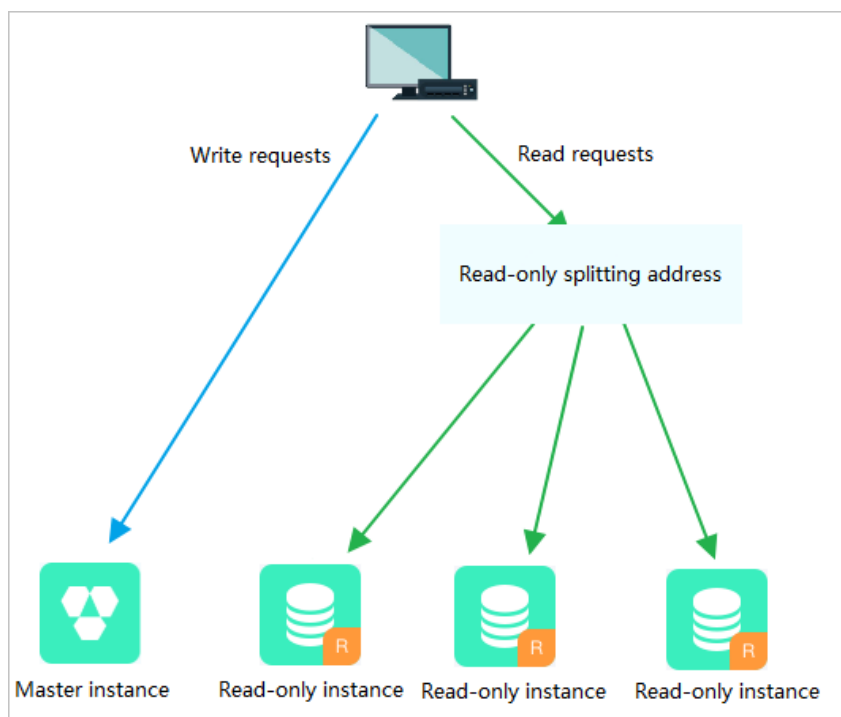 Write requests
Read requests
Read-only splitting address
R
R
R
Master instance
Read-only instance
Read-only instance
Read-only instance